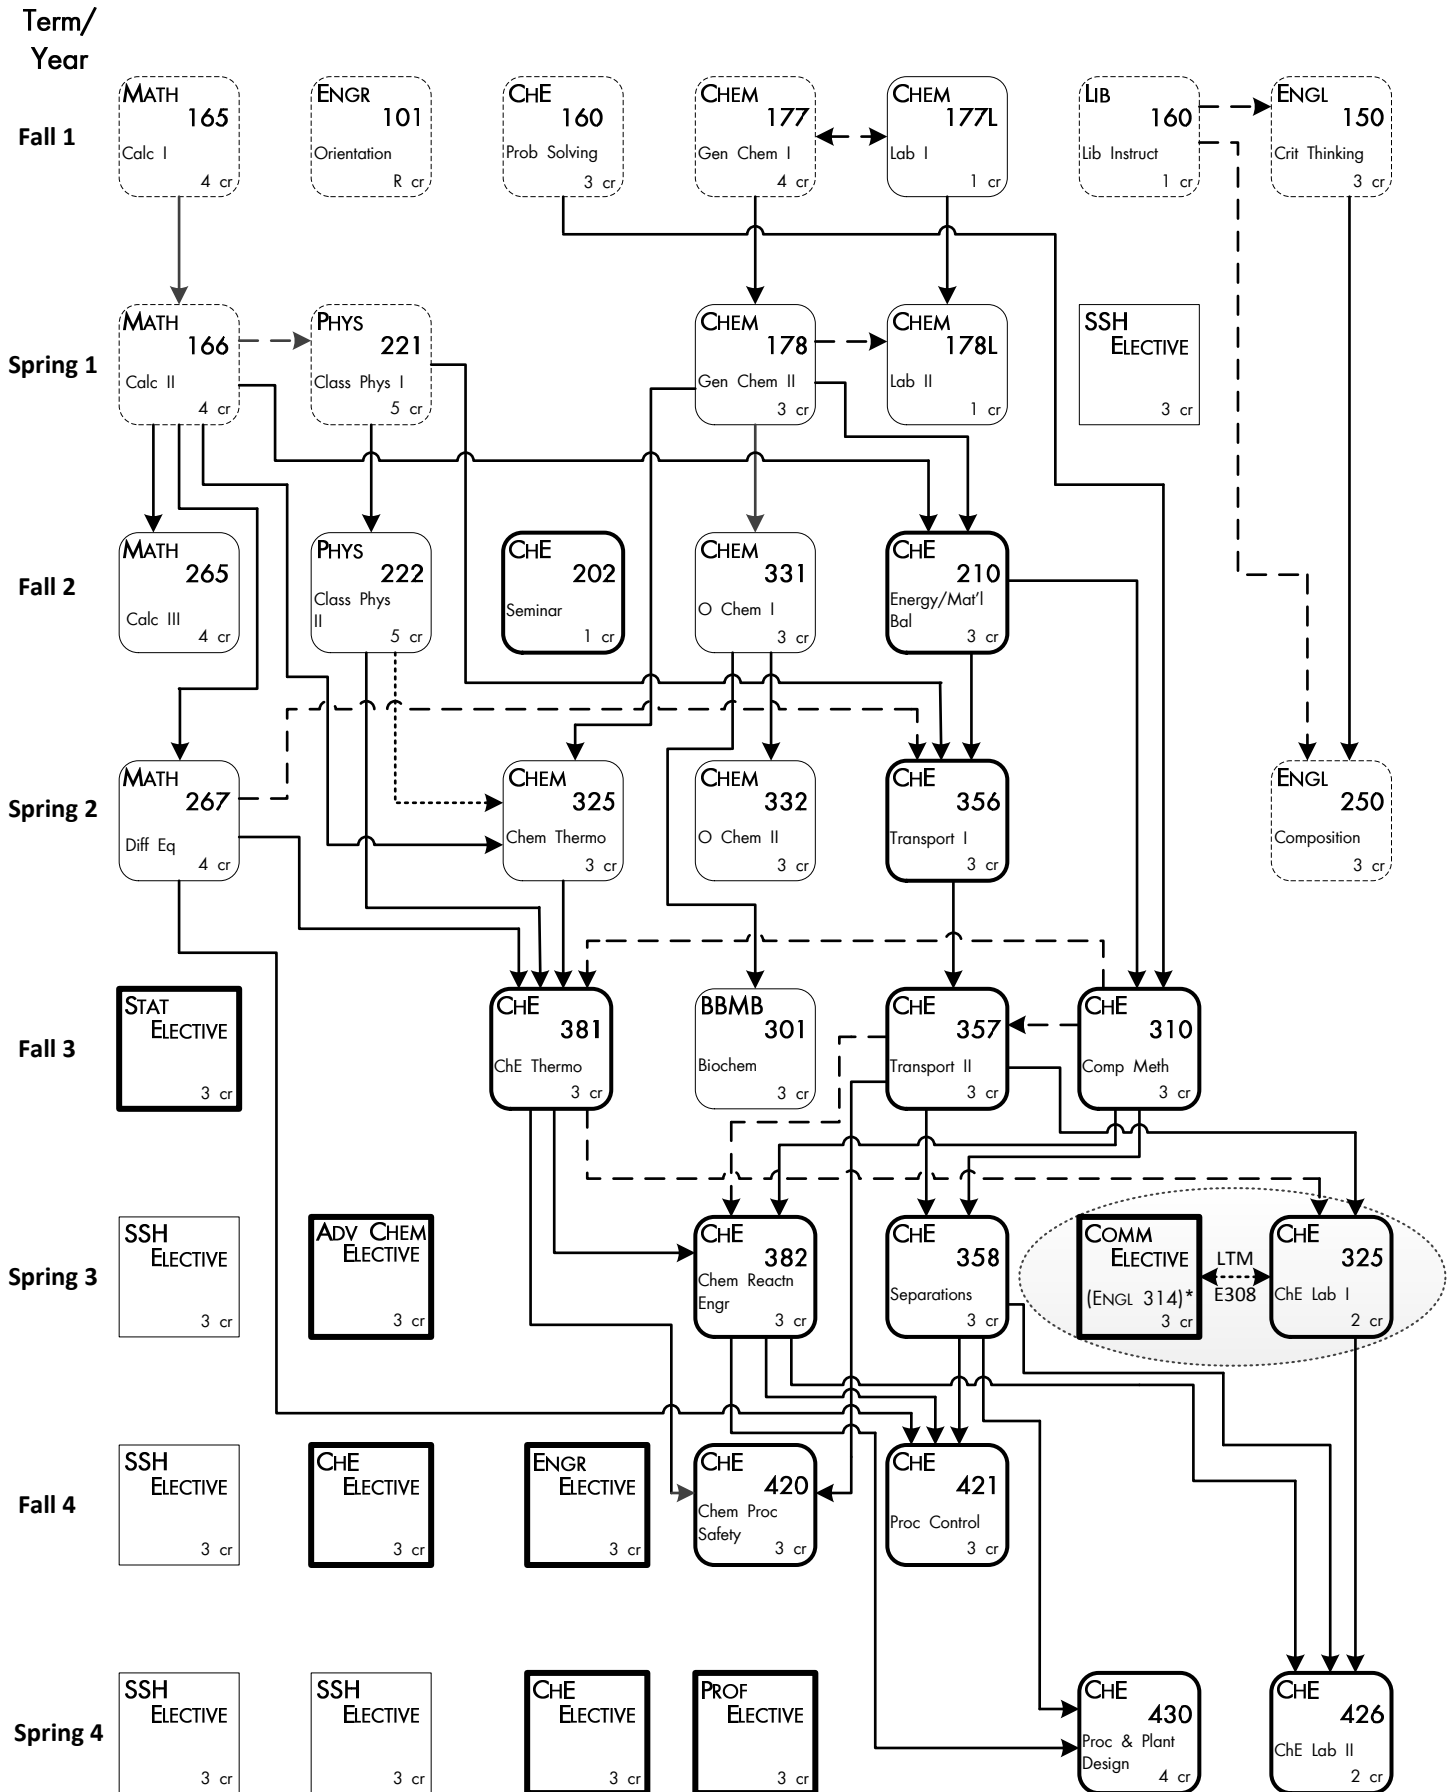 Term/
Year
Fall 1
MATH
165
Calc I
4 cr
ENGR
101
Orientation
R cr
CHE
160
Prob Solving
3 cr
CHEM
177
Gen Chem I
4 cr
CHEM
177L
Lab I
1 cr
LIB
160
Lib Instruct
1 cr
ENGL
150
Crit Thinking
3 cr
Spring 1
MATH
166
Calc II
4 cr
PHYS
221
Class Phys I
5 cr
CHEM
178
Gen Chem II
3 cr
CHEM
178L
Lab II
1 cr
SSH
ELECTIVE
3 cr
Fall 2
MATH
265
Calc III
4 cr
PHYS
222
Class Phys
II
5 cr
CHE
202
Seminar
1 cr
CHEM
331
O Chem I
3 cr
CHE
210
Energy/Mat'l
Bal
3 cr
Spring 2
MATH
267
Diff Eq
4 cr
CHEM
325
Chem Thermo
3 cr
CHEM
332
O Chem II
3 cr
CHE
356
Transport I
3 cr
ENGL
250
Composition
3 cr
Fall 3
STAT
ELECTIVE
3 cr
CHE
381
ChE Thermo
3 cr
BBMB
301
Biochem
3 cr
CHE
357
Transport II
3 cr
CHE
310
Comp Meth
3 cr
Spring 3
SSH
ELECTIVE
3 cr
ADV CHEM
ELECTIVE
3 cr
CHE
382
Chem Reactn
Engr
3 cr
CHE
358
Separations
3 cr
COMM
ELECTIVE
(ENGL 314)*
3 cr
LTM
E308
CHE
325
ChE Lab I
2 cr
Fall 4
SSH
ELECTIVE
3 cr
CHE
ELECTIVE
3 cr
ENGR
ELECTIVE
3 cr
CHE
420
Chem Proc
Safety
3 cr
CHE
421
Proc Control
3 cr
Spring 4
SSH
ELECTIVE
3 cr
SSH
ELECTIVE
3 cr
CHE
ELECTIVE
3 cr
PROF
ELECTIVE
3 cr
CHE
430
Proc & Plant
Design
4 cr
CHE
426
ChE Lab II
2 cr